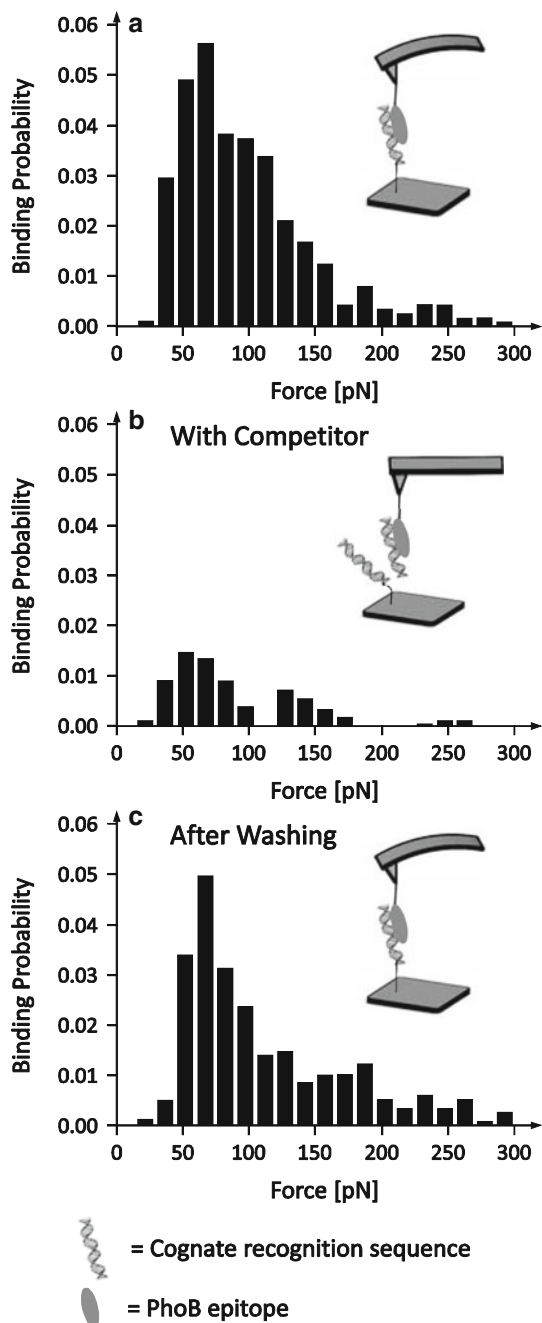 a
Binding Probability
0.06
0.05
0.04
0.03
0.02
0.01
0.00
0 50 100 150 200 250 300
Force [pN]
b
With Competitor
Binding Probability
0.06
0.05
0.04
0.03
0.02
0.01
0.00
0 50 100 150 200 250 300
Force [pN]
c
After Washing
Binding Probability
0.06
0.05
0.04
0.03
0.02
0.01
0.00
0 50 100 150 200 250 300
Force [pN]
= Cognate recognition sequence
= PhoB epitope